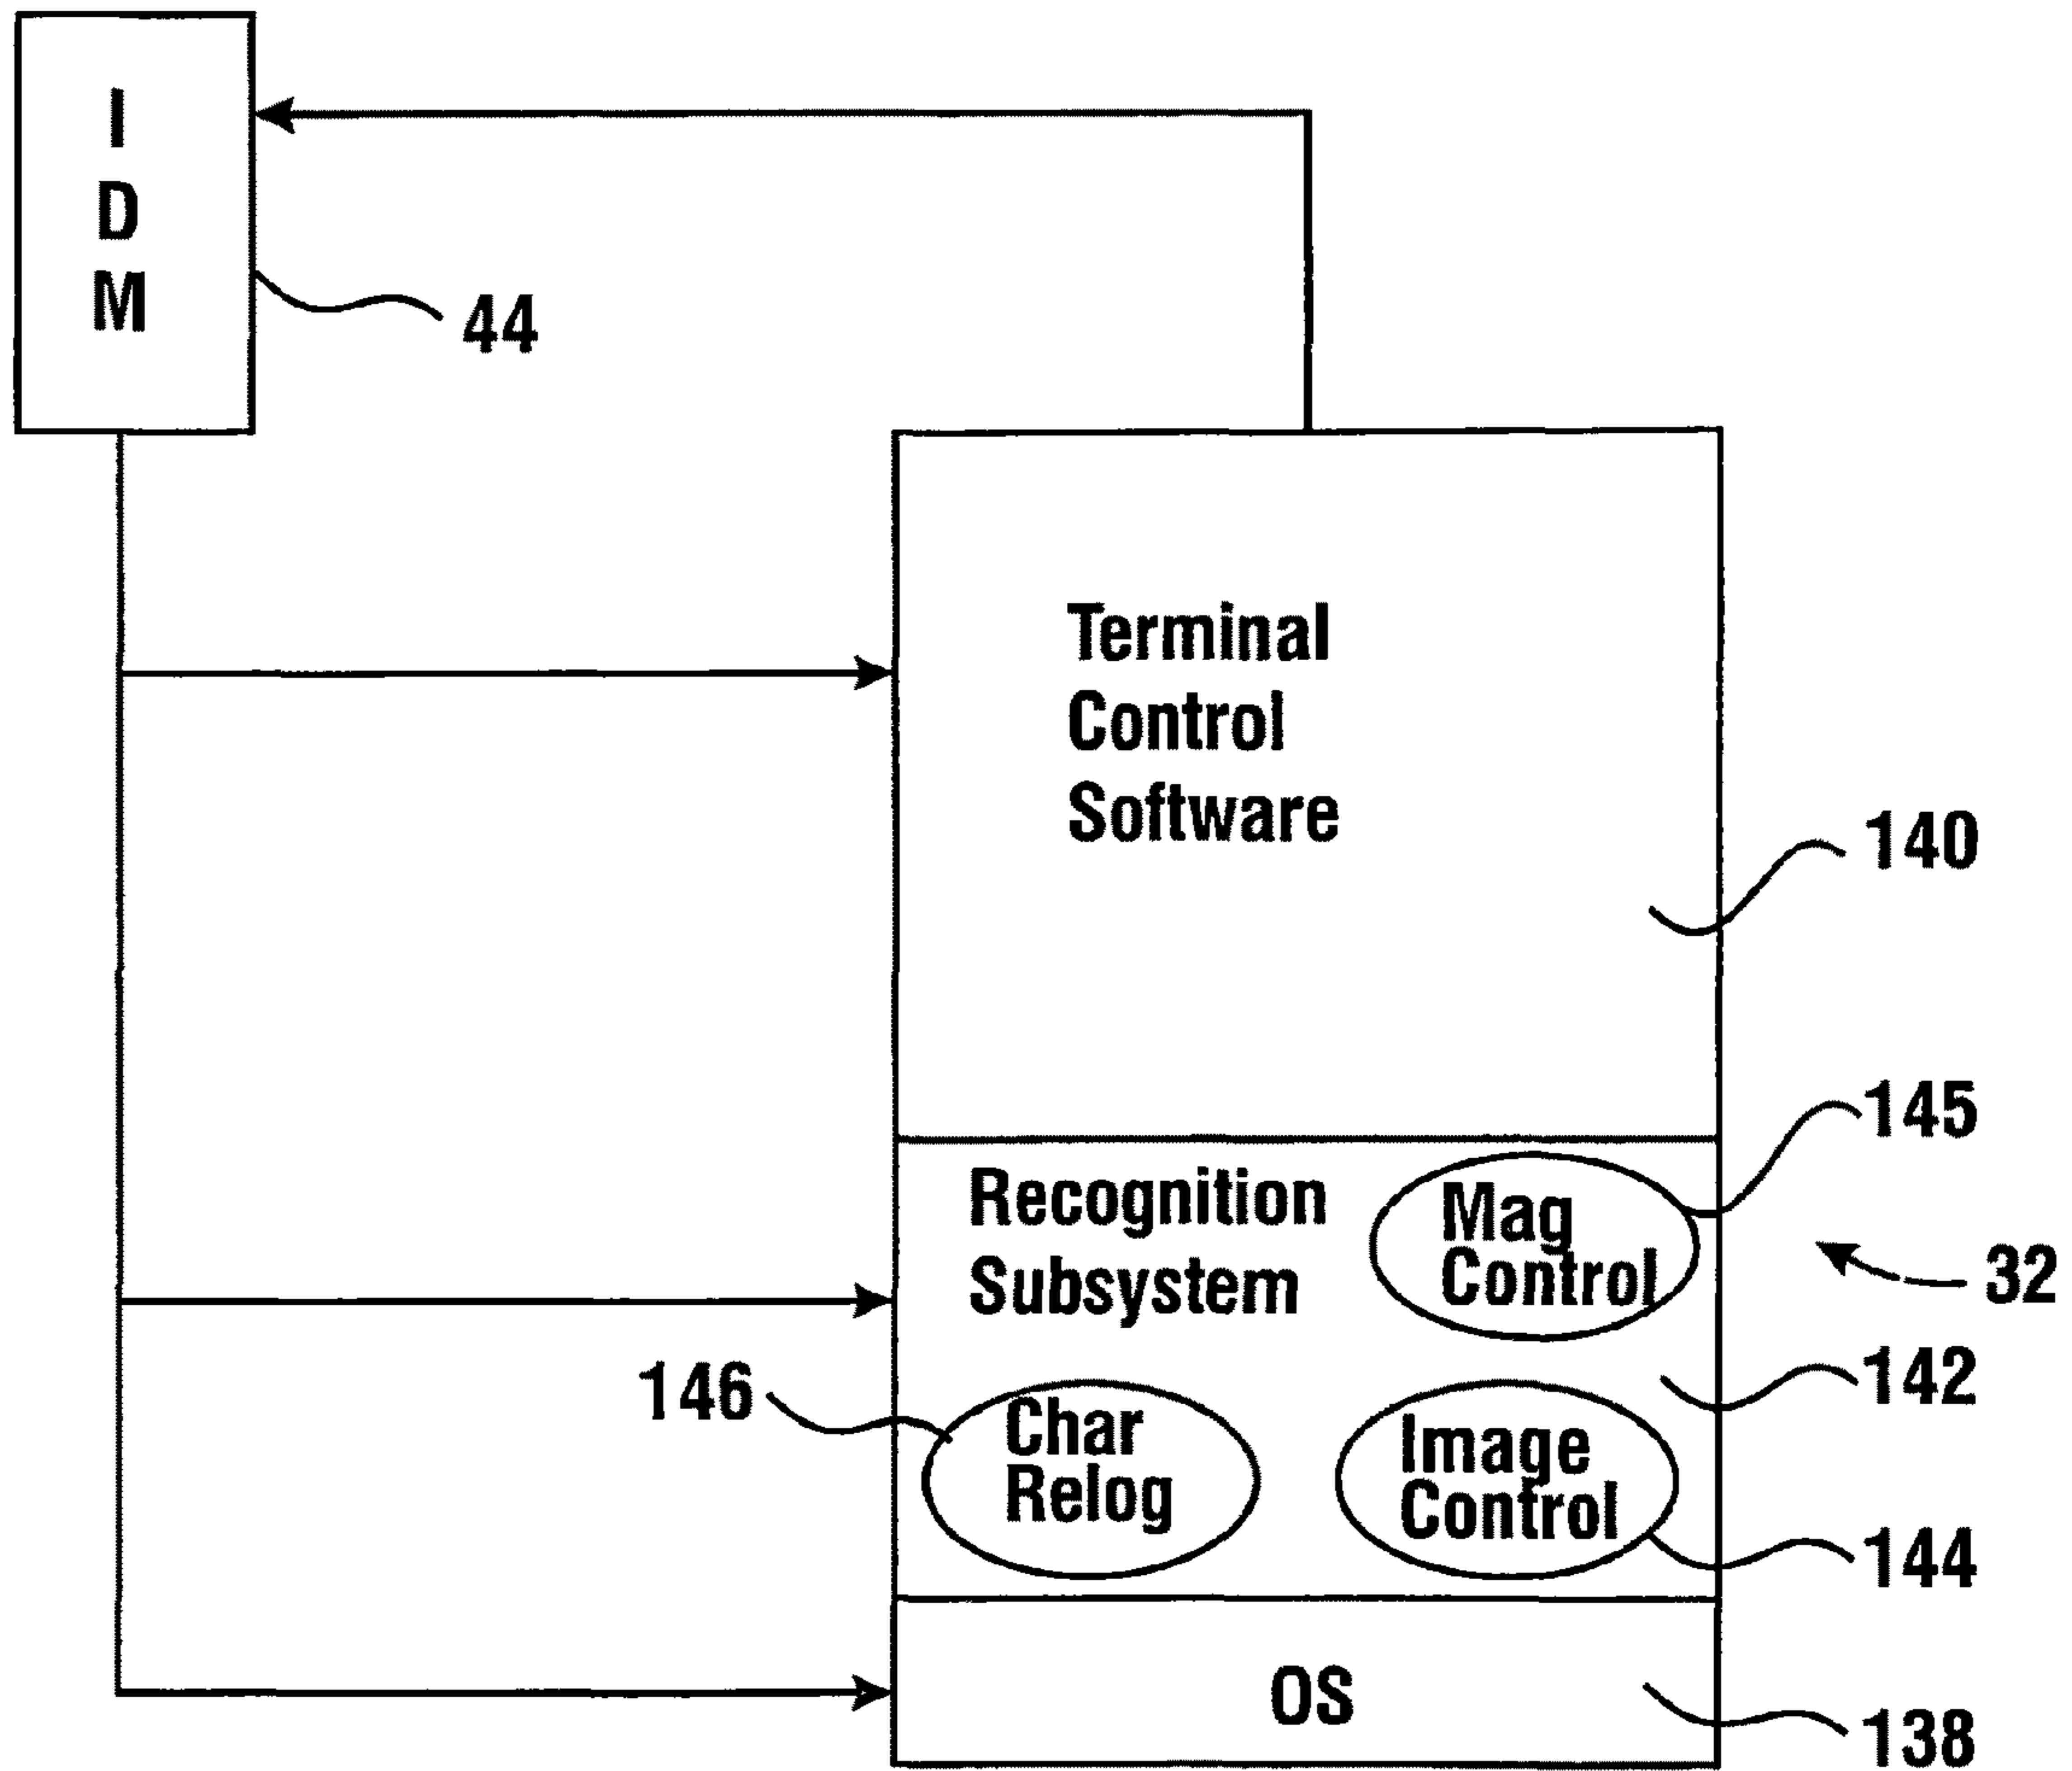 I
D
M
44
Terminal
Control
Software
140
145
Recognition
Subsystem
Mag
Control
32
142
146
Char
Relog
Image
Control
144
OS
138